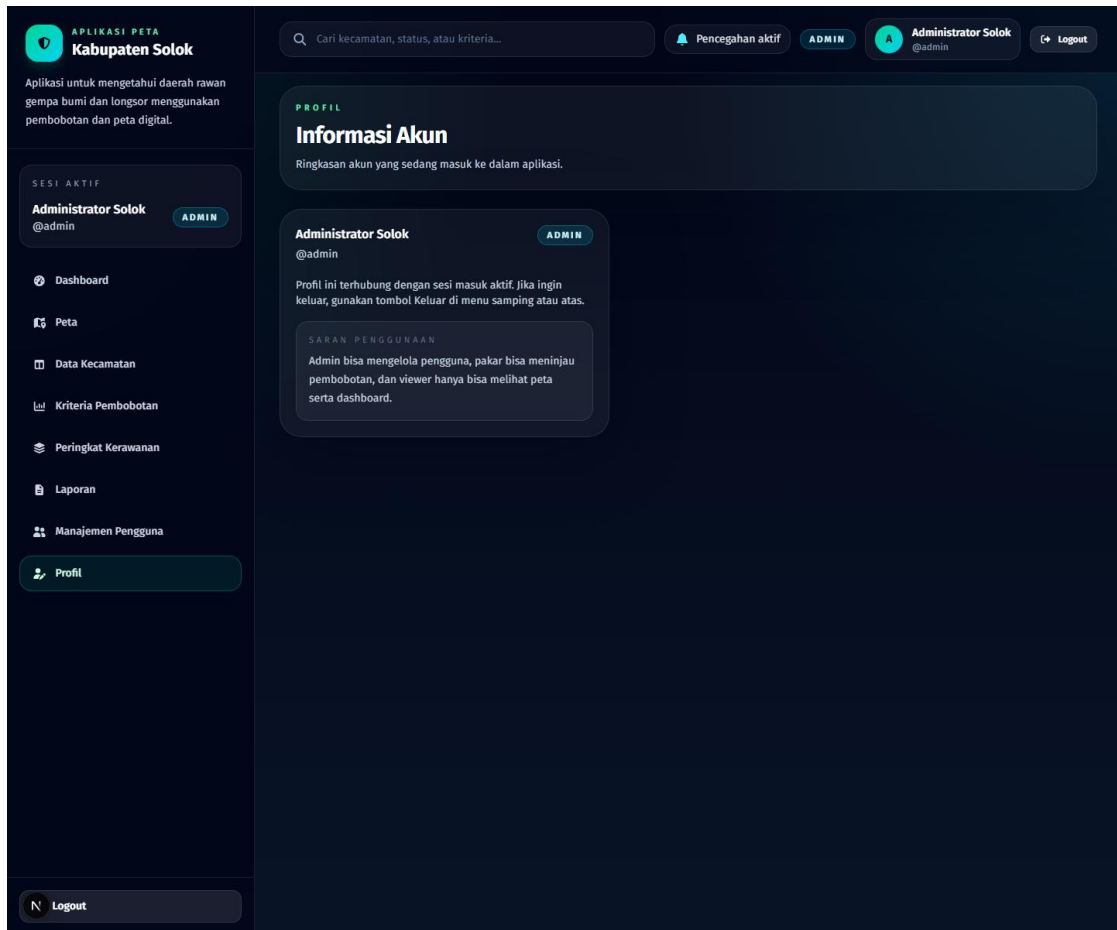 APLIKASI PETA
Kabupaten Solok
Aplikasi untuk mengetahui daerah rawan
gempa bumi dan longsor menggunakan
pembobotan dan peta digital.
SESI AKTIF
Administrator Solok
@admin
ADMIN
Dashboard
Peta
Data Kecamatan
Kriteria Pembobotan
Peringkat Kerawanan
Laporan
Manajemen Pengguna
Profil
N Logout
Cari kecamatan, status, atau kriteria...
Pencegahan aktif
ADMIN
A
Administrator Solok
@admin
Logout
PROFIL
Informasi Akun
Ringkasan akun yang sedang masuk ke dalam aplikasi.
Administrator Solok
ADMIN
@admin
Profil ini terhubung dengan sesi masuk aktif. Jika ingin
keluar, gunakan tombol Keluar di menu samping atau atas.
SARAN PENGGUNAAN
Admin bisa mengelola pengguna, pakar bisa meninjau
pembobotan, dan viewer hanya bisa melihat peta
serta dashboard.